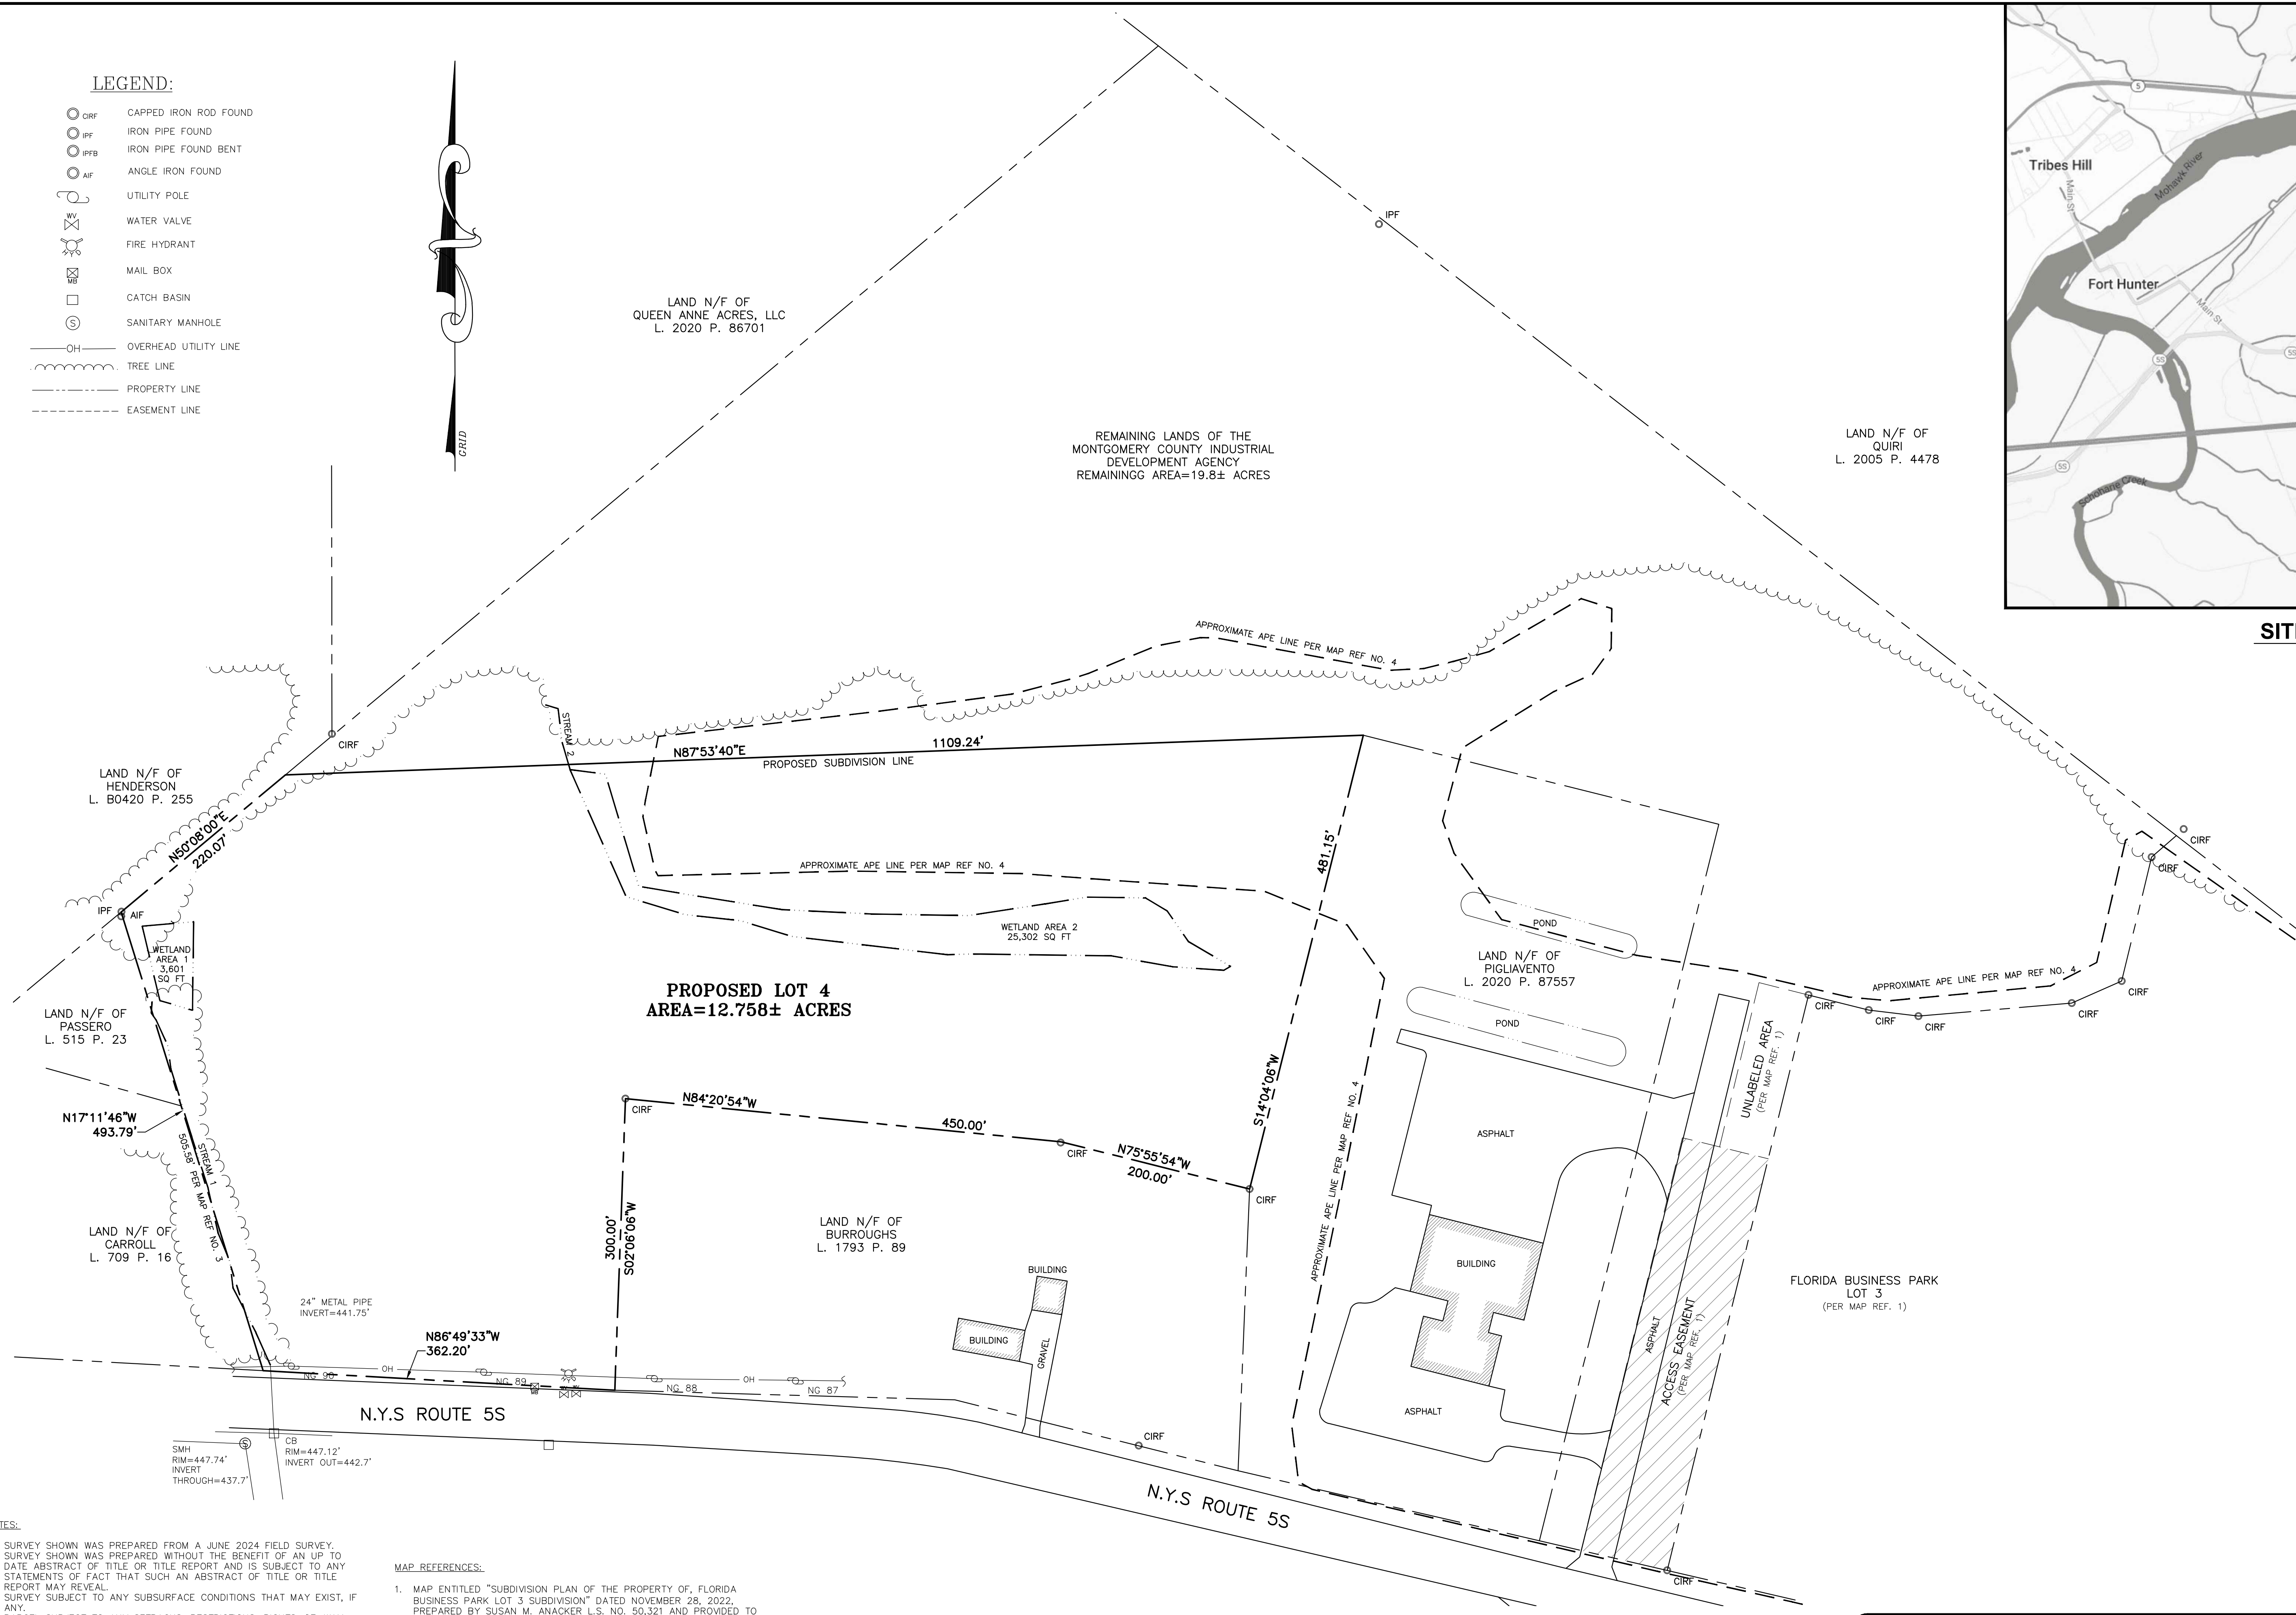 LEGEND:
CIRF CAPPED IRON ROD FOUND
IPF IRON PIPE FOUND
IPFB IRON PIPE FOUND BENT
AIF ANGLE IRON FOUND
UTILITY POLE
WV WATER VALVE
FIRE HYDRANT
MB MAIL BOX
CATCH BASIN
S SANITARY MANHOLE
OH OVERHEAD UTILITY LINE
TREE LINE
PROPERTY LINE
EASEMENT LINE
GRID
LAND N/F OF
QUEEN ANNE ACRES, LLC
L. 2020 P. 86701
IPF
REMAINING LANDS OF THE
MONTGOMERY COUNTY INDUSTRIAL
DEVELOPMENT AGENCY
REMAININGG AREA=19.8± ACRES
LAND N/F OF
QUIRI
L. 2005 P. 4478
5
Tribes Hill
Main St
Mohawk River
Fort Hunter
Main St
5S
5S
5S
Schoharie Creek
SIT
APPROXIMATE APE LINE PER MAP REF NO. 4
CIRF
STREAM 2
N87°53'40"E
1109.24'
PROPOSED SUBDIVISION LINE
LAND N/F OF
HENDERSON
L. B0420 P. 255
N50°08'00"E
220.07'
IPF
AIF
WETLAND
AREA 1
3,601
SQ FT
APPROXIMATE APE LINE PER MAP REF NO. 4
WETLAND AREA 2
25,302 SQ FT
481.15'
S14°04'06"W
PROPOSED LOT 4
AREA=12.758± ACRES
LAND N/F OF
PASSERO
L. 515 P. 23
N17°11'46"W
493.79'
STREAM 1
505.58' PER MAP REF NO. 3
LAND N/F OF
CARROLL
L. 709 P. 16
CIRF
N84°20'54"W
450.00'
CIRF
N75°55'54"W
200.00'
CIRF
300.00'
S02°06'06"W
LAND N/F OF
BURROUGHS
L. 1793 P. 89
BUILDING
BUILDING
GRAVEL
24" METAL PIPE
INVERT=441.75'
N86°49'33"W
362.20'
OH
OH
NG 90
NG 89
NG 88
NG 87
N.Y.S ROUTE 5S
SMH
RIM=447.74'
INVERT
THROUGH=437.7'
S
CB
RIM=447.12'
INVERT OUT=442.7'
CIRF
N.Y.S ROUTE 5S
APPROXIMATE APE LINE PER MAP REF NO. 4
POND
LAND N/F OF
PIGLIAVENTO
L. 2020 P. 87557
POND
ASPHALT
BUILDING
ASPHALT
ASPHALT
ACCESS EASEMENT
(PER MAP REF. 1)
UNLABELED AREA
(PER MAP REF. 1)
APPROXIMATE APE LINE PER MAP REF NO. 4
CIRF
CIRF
CIRF
CIRF
CIRF
CIRF
CIRF
FLORIDA BUSINESS PARK
LOT 3
(PER MAP REF. 1)
CIRF
TES:
SURVEY SHOWN WAS PREPARED FROM A JUNE 2024 FIELD SURVEY.
SURVEY SHOWN WAS PREPARED WITHOUT THE BENEFIT OF AN UP TO
DATE ABSTRACT OF TITLE OR TITLE REPORT AND IS SUBJECT TO ANY
STATEMENTS OF FACT THAT SUCH AN ABSTRACT OF TITLE OR TITLE
REPORT MAY REVEAL.
SURVEY SUBJECT TO ANY SUBSURFACE CONDITIONS THAT MAY EXIST, IF
ANY.
MAP REFERENCES:
1. MAP ENTITLED "SUBDIVISION PLAN OF THE PROPERTY OF, FLORIDA
BUSINESS PARK LOT 3 SUBDIVISION" DATED NOVEMBER 28, 2022,
PREPARED BY SUSAN M. ANACKER L.S. NO. 50,321 AND PROVIDED TO